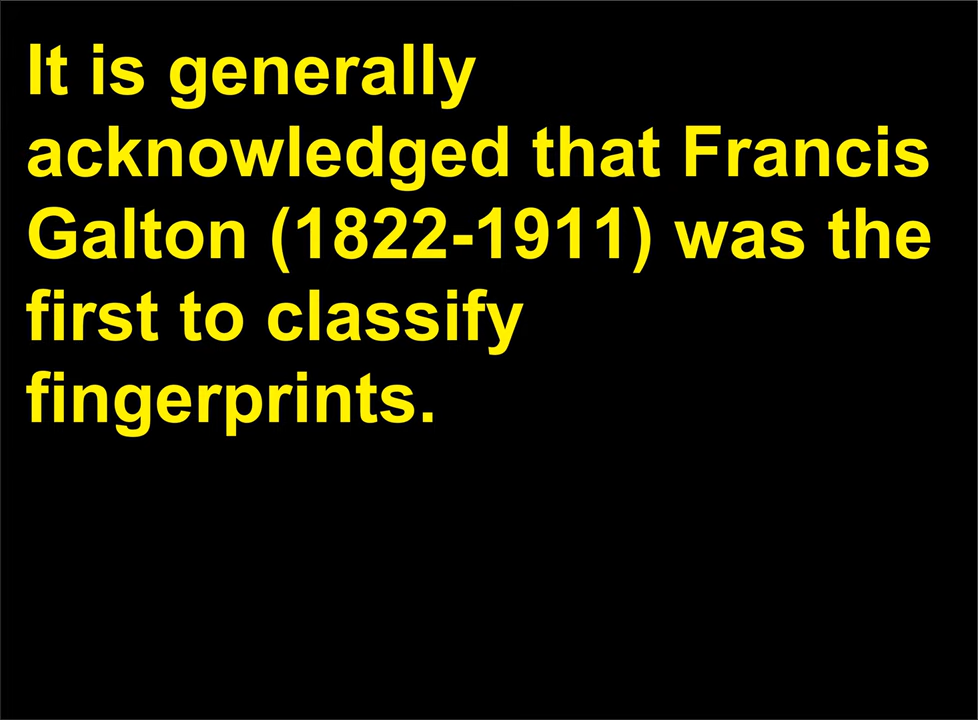 It is generally
acknowledged that Francis
Galton (1822-1911) was the
first to classify
fingerprints.